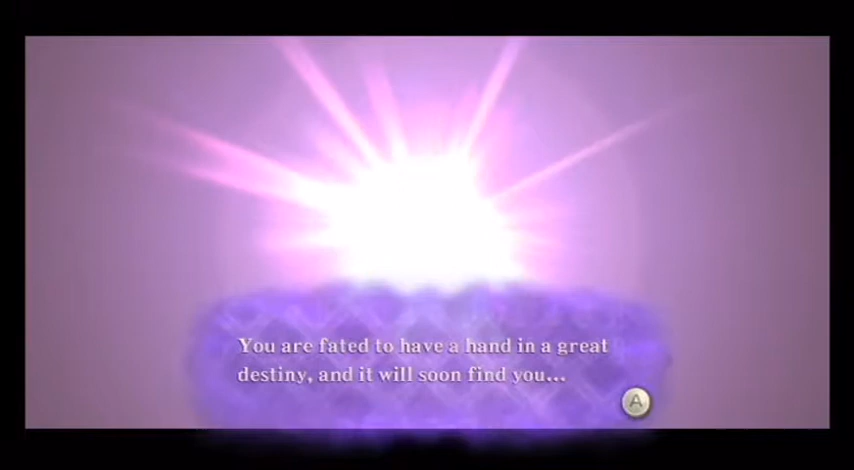 You are fated to have a hand in a great
destiny, and it will soon find you...
A